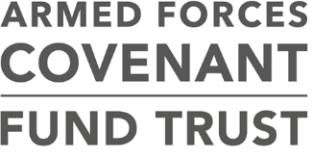 ARMED FORCES
COVENANT
FUND TRUST